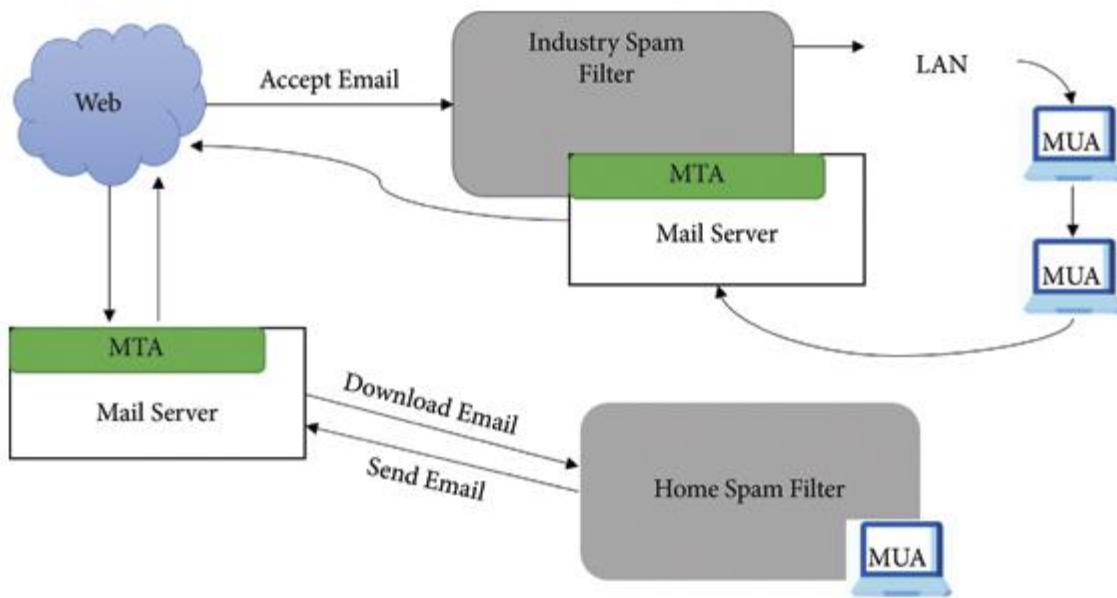 Web
Accept Email
Industry Spam
Filter
LAN
MUA
MTA
Mail Server
MUA
MTA
Mail Server
Download Email
Send Email
Home Spam Filter
MUA